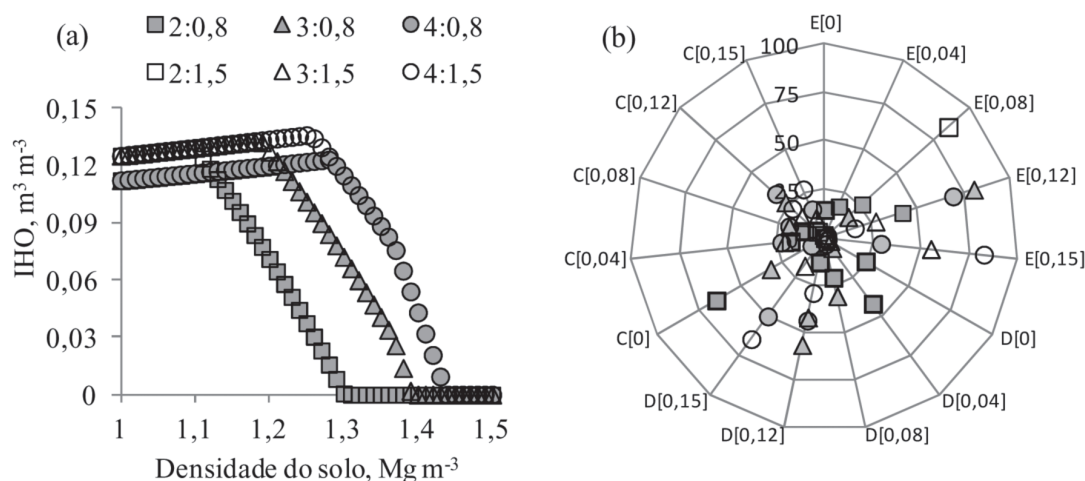 (a)
2:0,8 3:0,8 4:0,8
2:1,5 3:1,5 4:1,5
0,15
0,12
0,09
0,06
0,03
0
IHO, m³ m⁻³
1 1,1 1,2 1,3 1,4 1,5
Densidade do solo, Mg m⁻³
(b)
E[0]
E[0,04]
E[0,08]
E[0,12]
E[0,15]
D[0]
D[0,04]
D[0,08]
D[0,12]
D[0,15]
C[0]
C[0,04]
C[0,08]
C[0,12]
C[0,15]
100
75
50
25